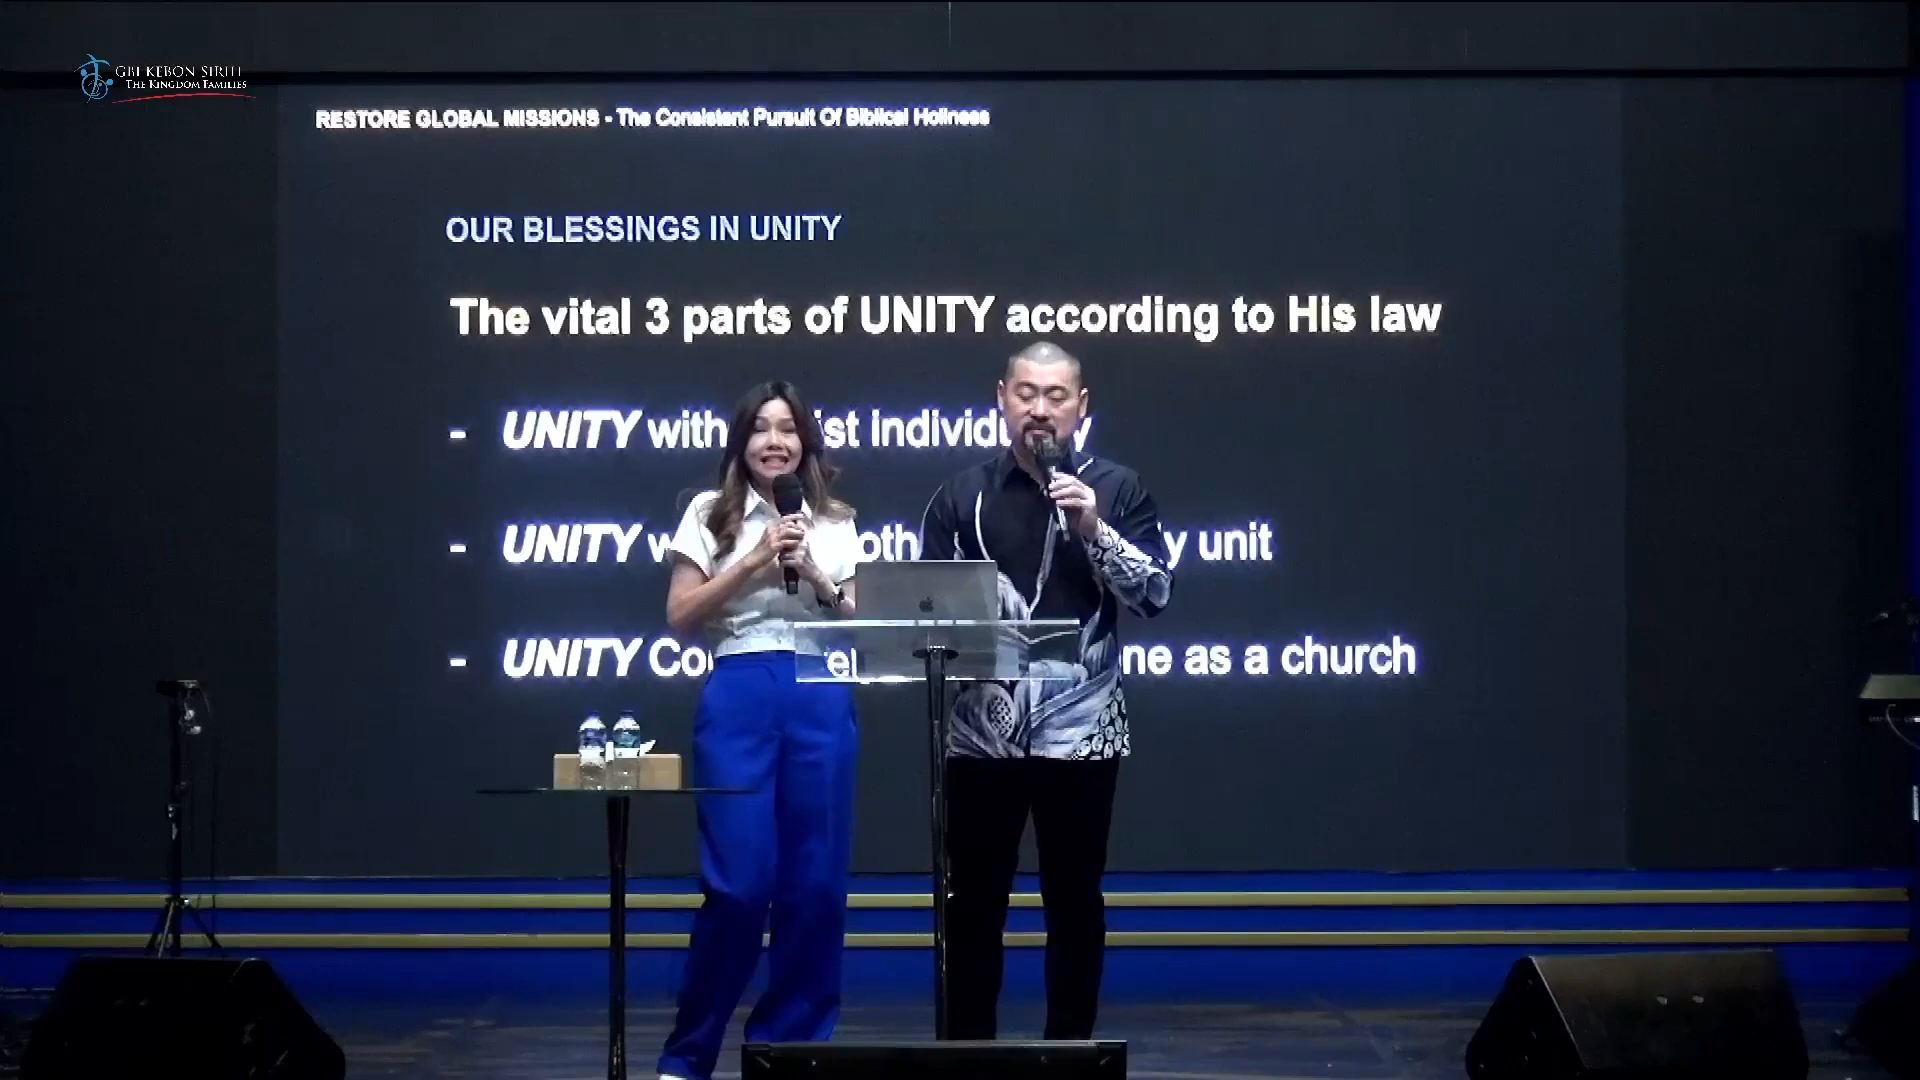 GBI KEBON SIRIH
THE KINGDOM FAMILIES
RESTORE GLOBAL MISSIONS - The Consistent Pursuit Of Biblical Holiness
OUR BLESSINGS IN UNITY
The vital 3 parts of UNITY according to His law
- UNITY with
- UNITY unit
- UNITY as a church